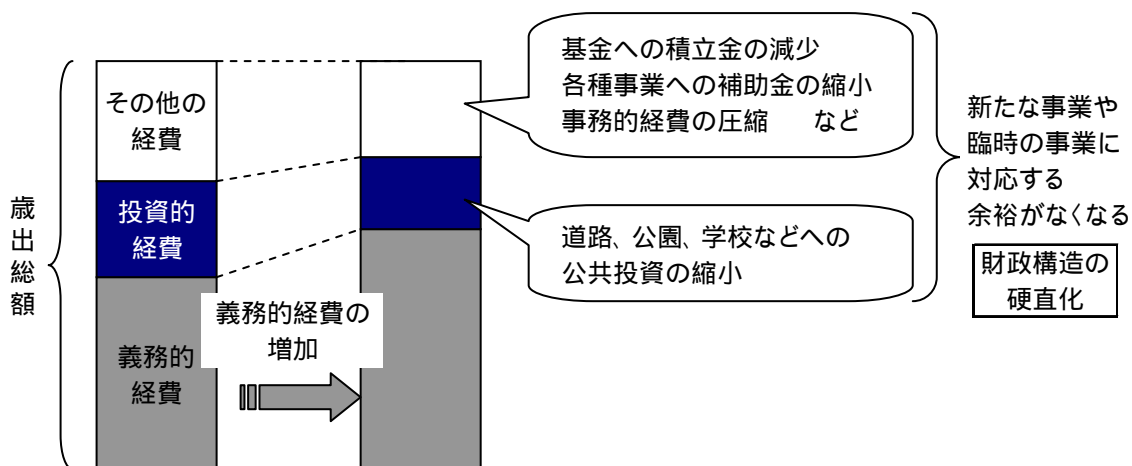 歳出総額
その他の
経費
投資的
経費
義務的
経費
義務的経費の
増加
基金への積立金の減少
各種事業への補助金の縮小
事務的経費の圧縮　　など
道路、公園、学校などへの
公共投資の縮小
新たな事業や
臨時の事業に
対応する
余裕がなくなる
財政構造の
硬直化